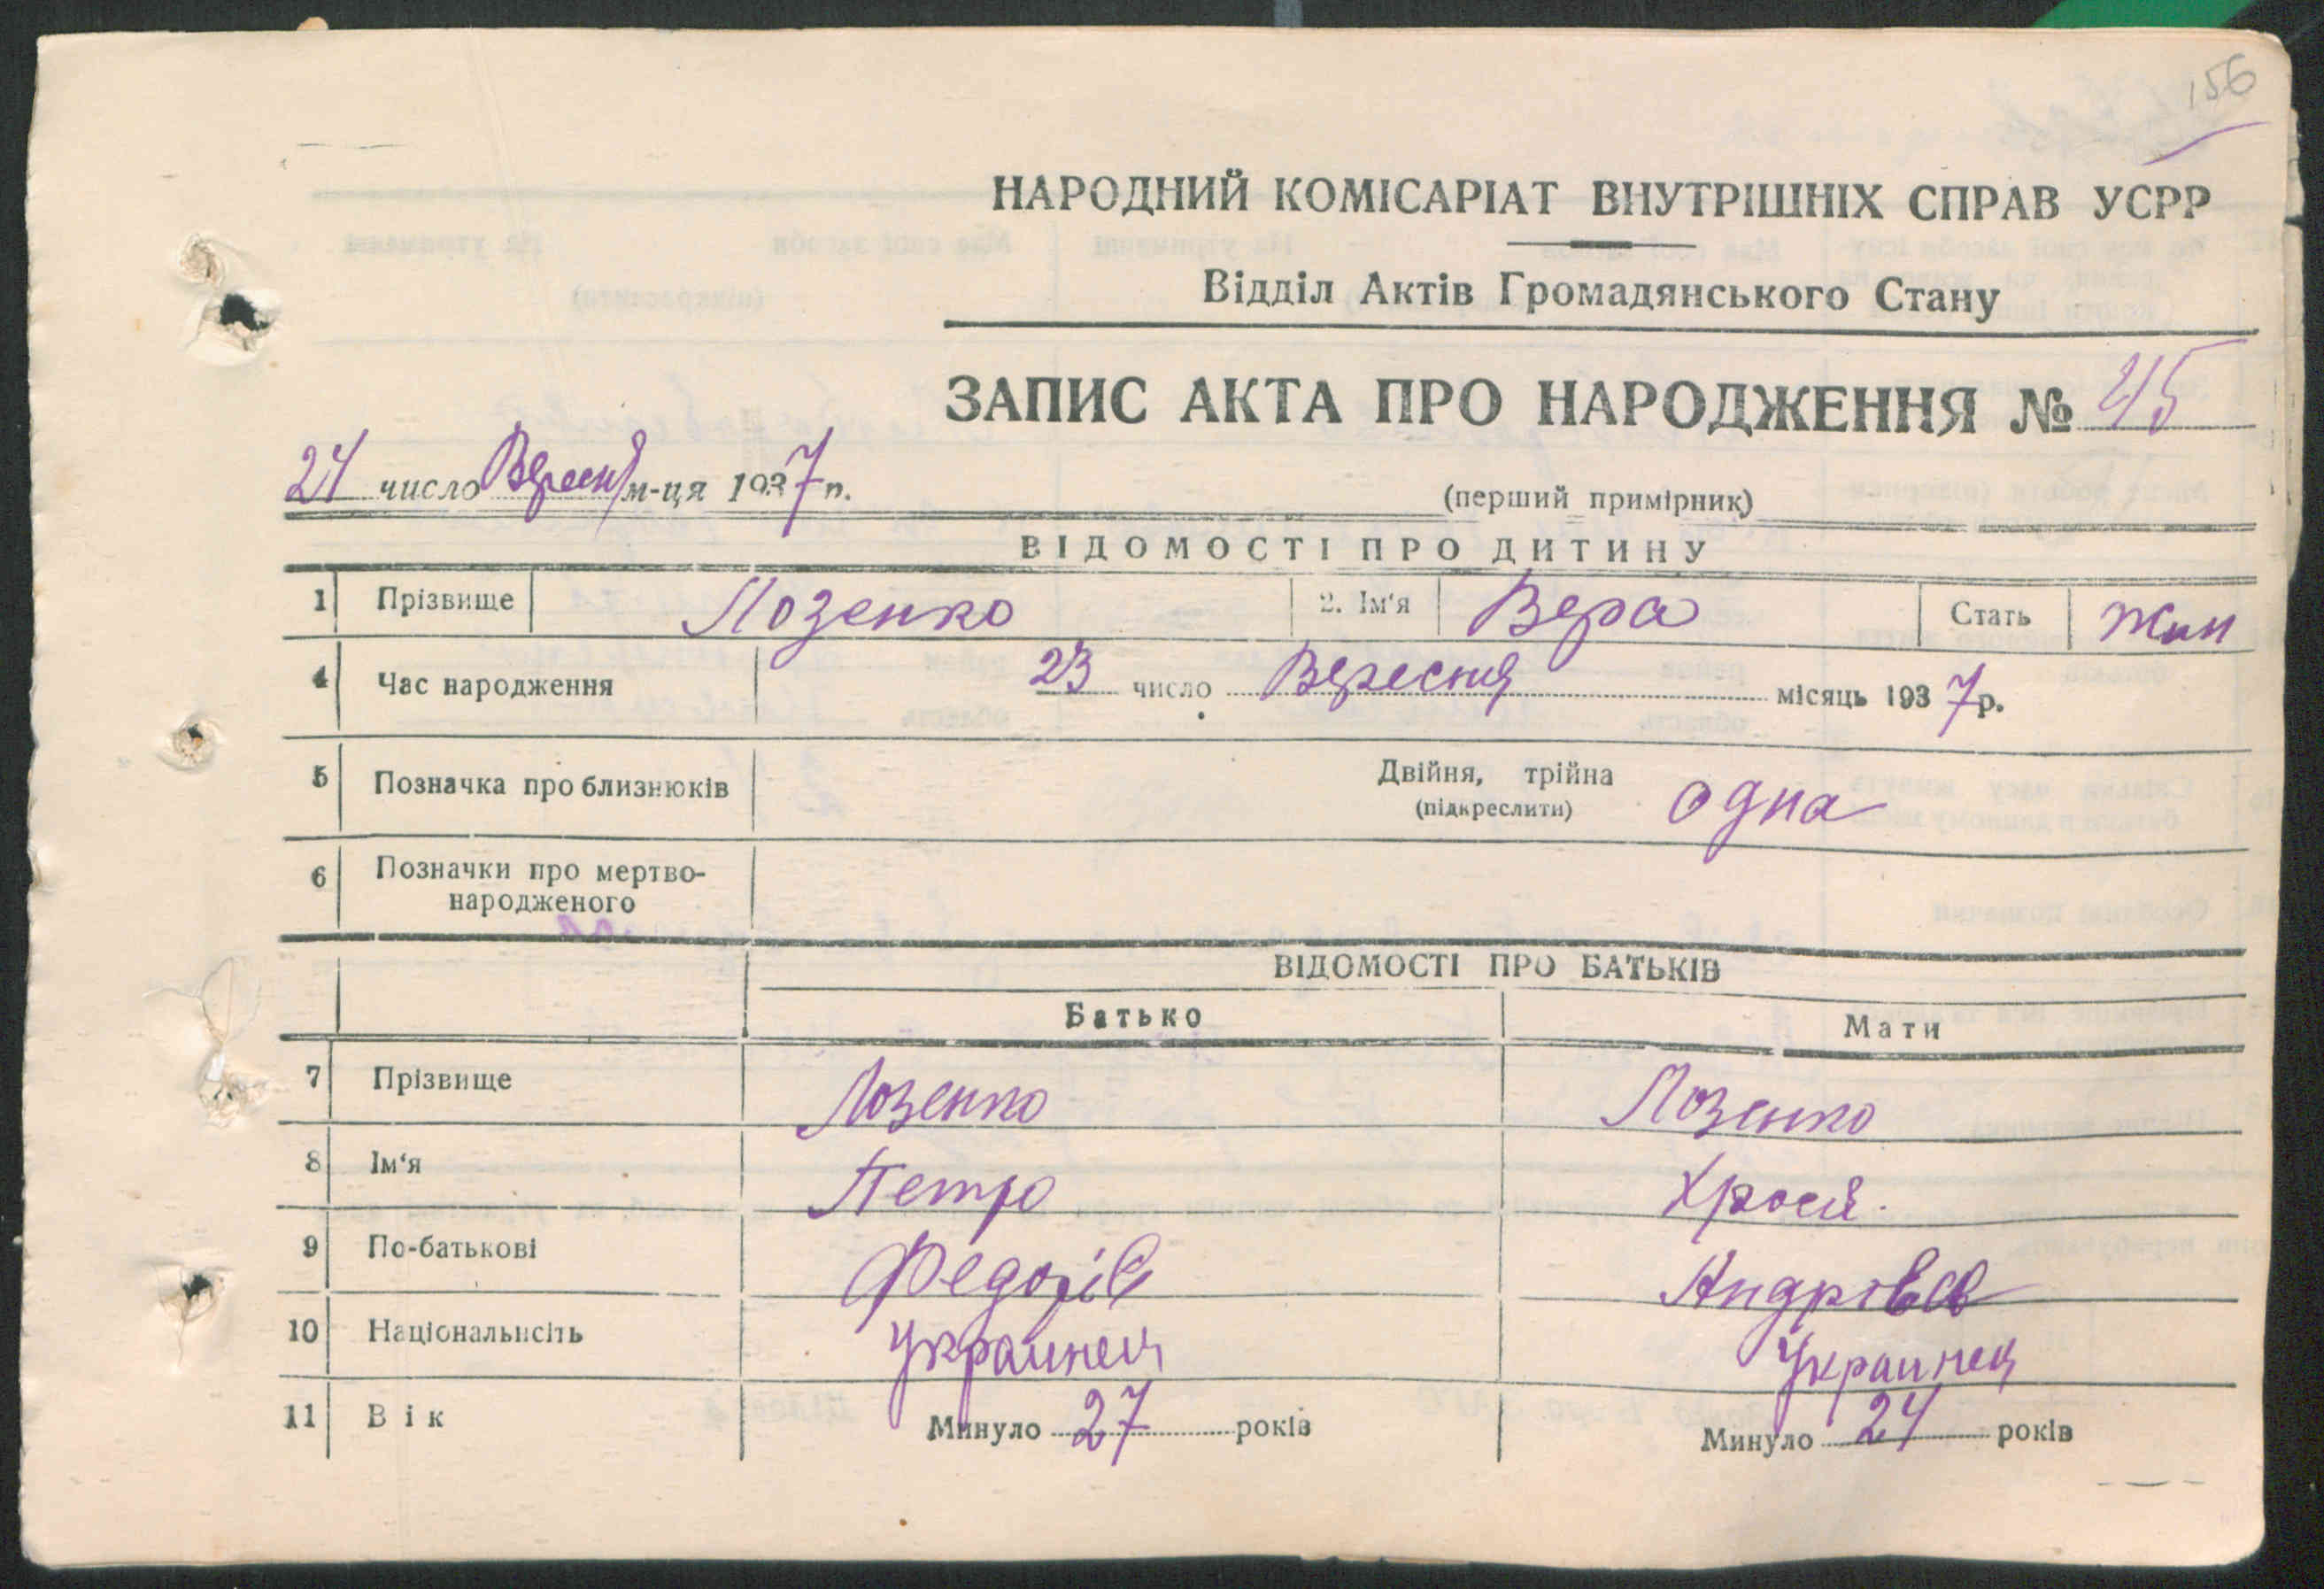 156
НАРОДНИЙ КОМІСАРІАТ ВНУТРІШНІХ СПРАВ УСРР
Відділ Актів Громадянського Стану
ЗАПИС АКТА ПРО НАРОДЖЕННЯ № 45
24 число Вересня м-ця 1937 р.
(перший примірник)
ВІДОМОСТІ ПРО ДИТИНУ
1 Прізвище Лозенко 2. Ім'я Вера Стать Жин
4 Час народження 23 число Вересня місяць 1937 р.
5 Позначка про близнюків Двійня, трійна одна
(підкреслити)
6 Позначки про мертво-
народженого
ВІДОМОСТІ ПРО БАТЬКІВ
Батько Мати
7 Прізвище Лозенко Лозенко
8 Ім'я Петро
9 По-батькові Федорів Андрієв
10 Національність Украинец Украинец
11 Вік Минуло 27 років Минуло 24 років